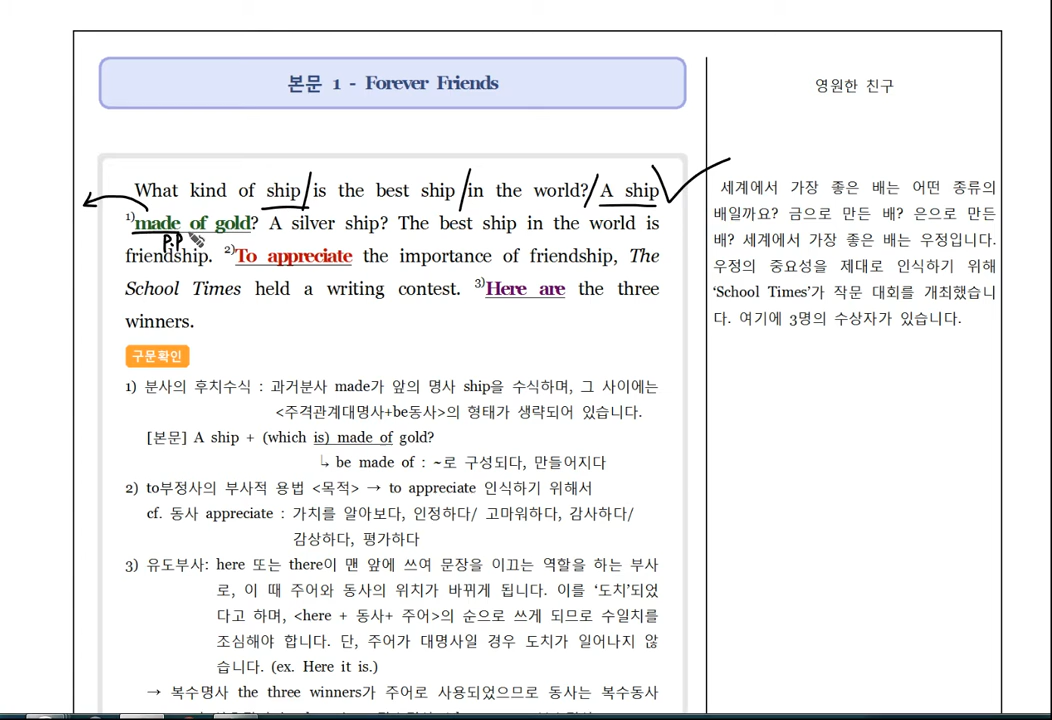 본문 1 - Forever Friends
영원한 친구
What kind of ship is the best ship in the world? A ship
1)made of gold? A silver ship? The best ship in the world is
P.P
friendship. 2)To appreciate the importance of friendship, The
School Times held a writing contest. 3)Here are the three
winners.
세계에서 가장 좋은 배는 어떤 종류의
배일까요? 금으로 만든 배? 은으로 만든
배? 세계에서 가장 좋은 배는 우정입니다.
우정의 중요성을 제대로 인식하기 위해
‘School Times’가 작문 대회를 개최했습니
다. 여기에 3명의 수상자가 있습니다.
구문확인
1) 분사의 후치수식 : 과거분사 made가 앞의 명사 ship을 수식하며, 그 사이에는
<주격관계대명사+be동사>의 형태가 생략되어 있습니다.
[본문] A ship + (which is) made of gold?
↳ be made of : ~로 구성되다, 만들어지다
2) to부정사의 부사적 용법 <목적> → to appreciate 인식하기 위해서
cf. 동사 appreciate : 가치를 알아보다, 인정하다/ 고마워하다, 감사하다/
감상하다, 평가하다
3) 유도부사: here 또는 there이 맨 앞에 쓰여 문장을 이끄는 역할을 하는 부사
로, 이 때 주어와 동사의 위치가 바뀌게 됩니다. 이를 ‘도치’되었
다고 하며, <here + 동사+ 주어>의 순으로 쓰게 되므로 수일치를
조심해야 합니다. 단, 주어가 대명사일 경우 도치가 일어나지 않
습니다. (ex. Here it is.)
→ 복수명사 the three winners가 주어로 사용되었으므로 동사는 복수동사